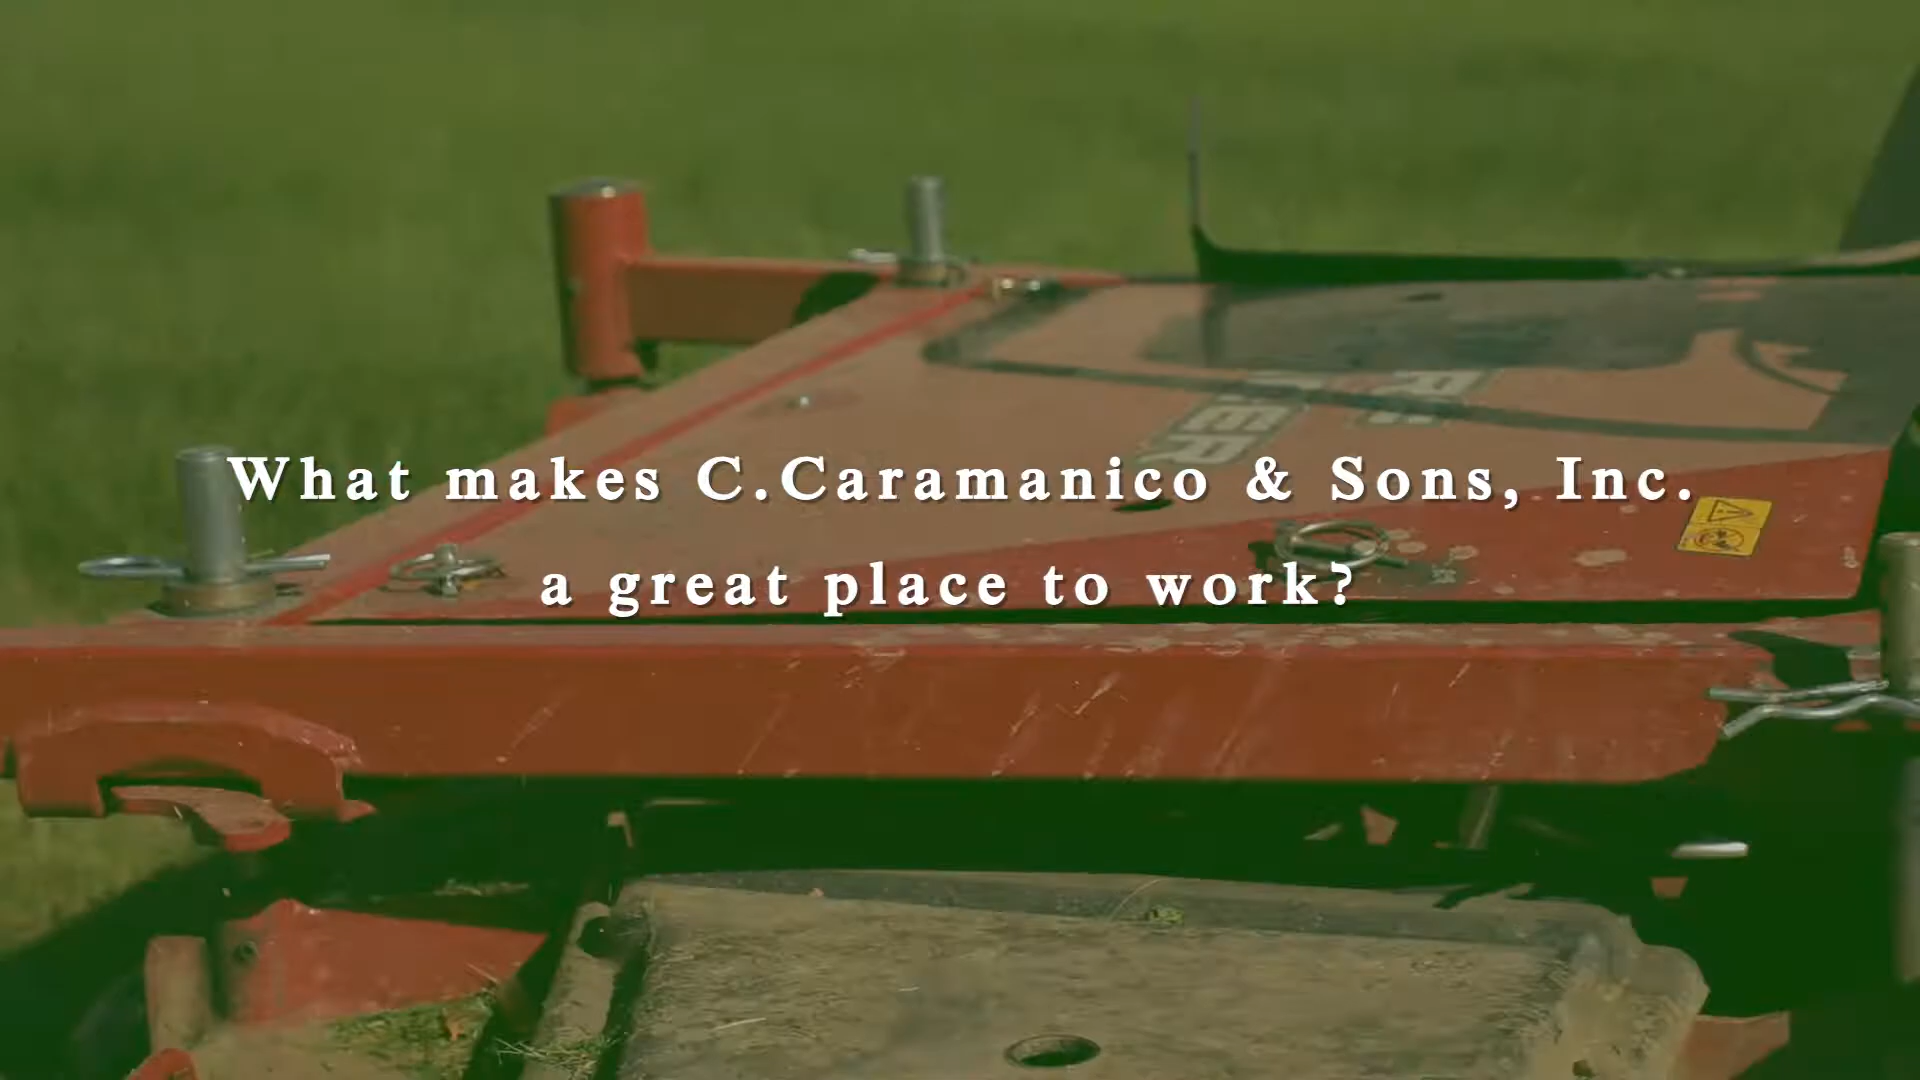 What makes C.Caramanico & Sons, Inc.
a great place to work?